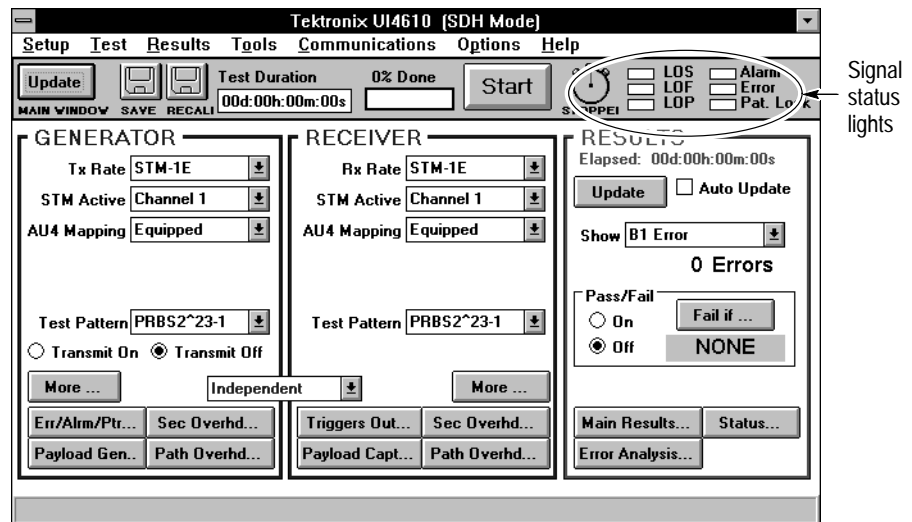 Tektronix UI4610 (SDH Mode)
Setup Test Results Tools Communications Options Help
Update
MAIN WINDOW
SAVE RECALL
Test Duration
00d:00h:00m:00s
0% Done
Start
STOPPEI
LOS
LOF
LOP
Alarm
Error
Pat. Lock
Signal
status
lights
GENERATOR
Tx Rate STM-1E
STM Active Channel 1
AU4 Mapping Equipped
Test Pattern PRBS2^23-1
Transmit On Transmit Off
More ...
Independent
Err/Alrm/Ptr... Sec Overhd...
Payload Gen.. Path Overhd...
RECEIVER
Rx Rate STM-1E
STM Active Channel 1
AU4 Mapping Equipped
Test Pattern PRBS2^23-1
More ...
Triggers Out... Sec Overhd...
Payload Capt... Path Overhd...
RESULTS
Elapsed: 00d:00h:00m:00s
Update Auto Update
Show B1 Error
0 Errors
Pass/Fail
On
Off
Fail if ...
NONE
Main Results... Status...
Error Analysis...